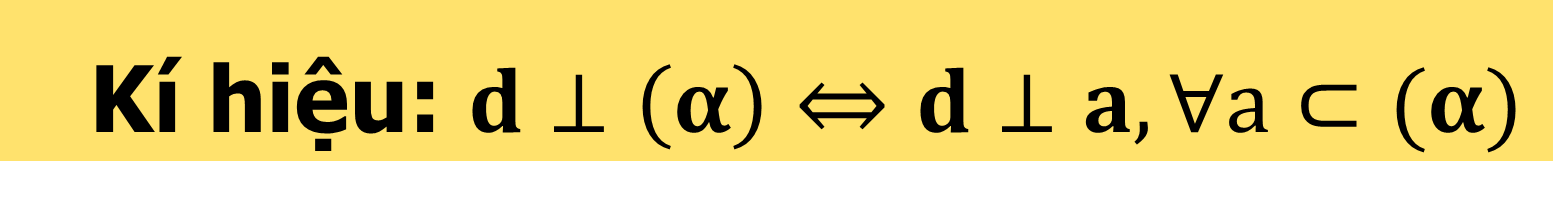 Kí hiệu: d ⊥ (α) ⇔ d ⊥ a, ∀a ⊂ (α)